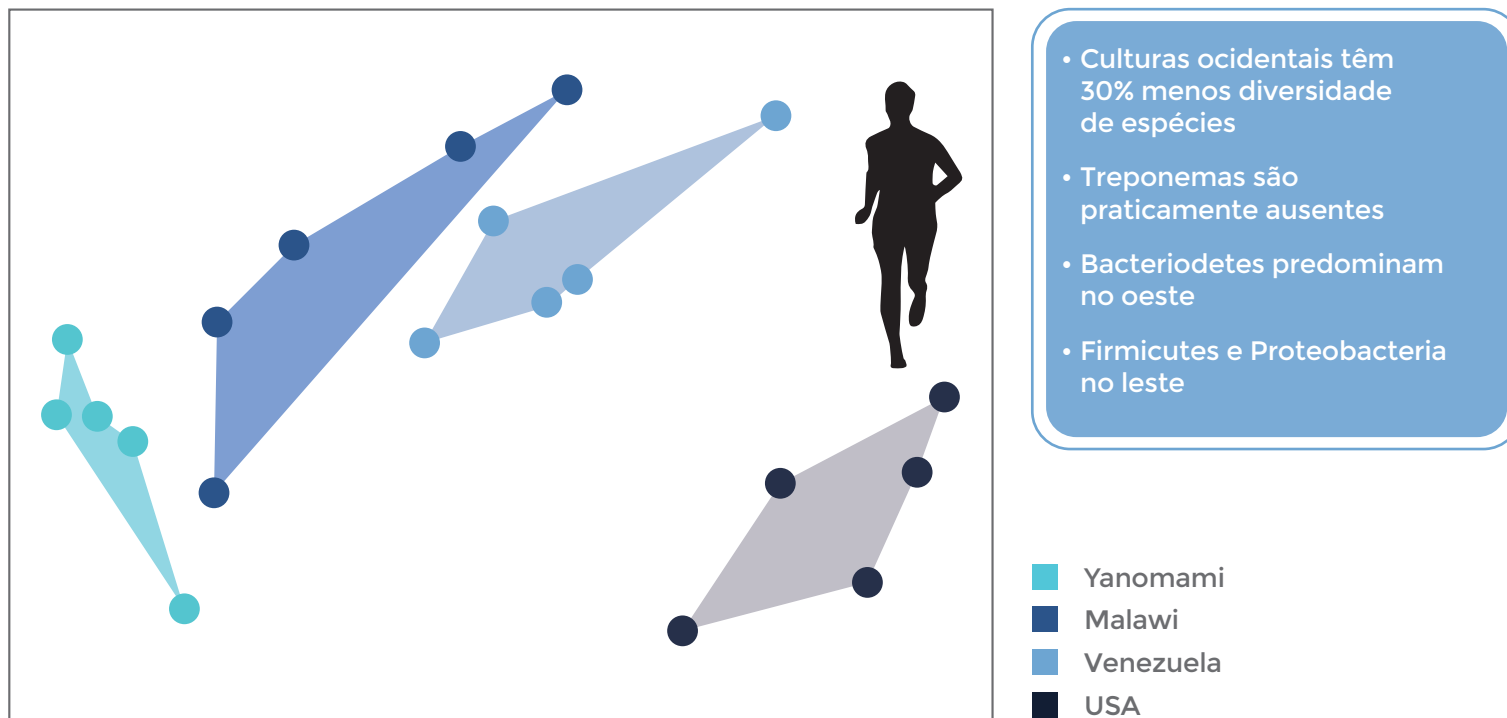 • Culturas ocidentais têm
30% menos diversidade
de espécies
• Treponemas são
praticamente ausentes
• Bacteriodetes predominam
no oeste
• Firmicutes e Proteobacteria
no leste
Yanomami
Malawi
Venezuela
USA